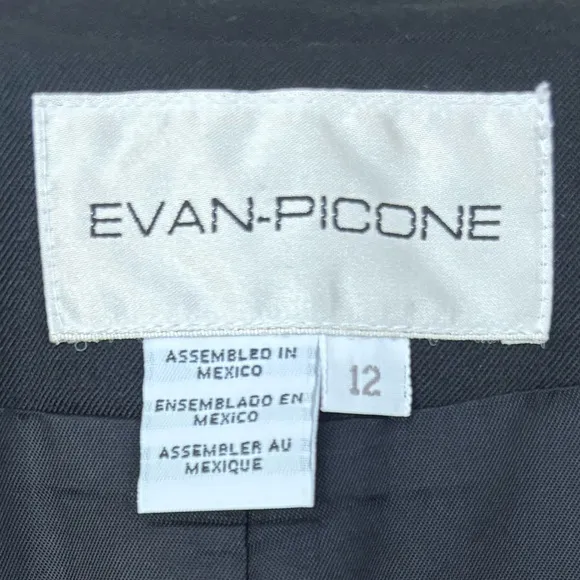 EVAN-PICONE
ASSEMBLED IN
MEXICO
12
ENSEMBLADO EN
MEXICO
ASSEMBLER AU
MEXIQUE